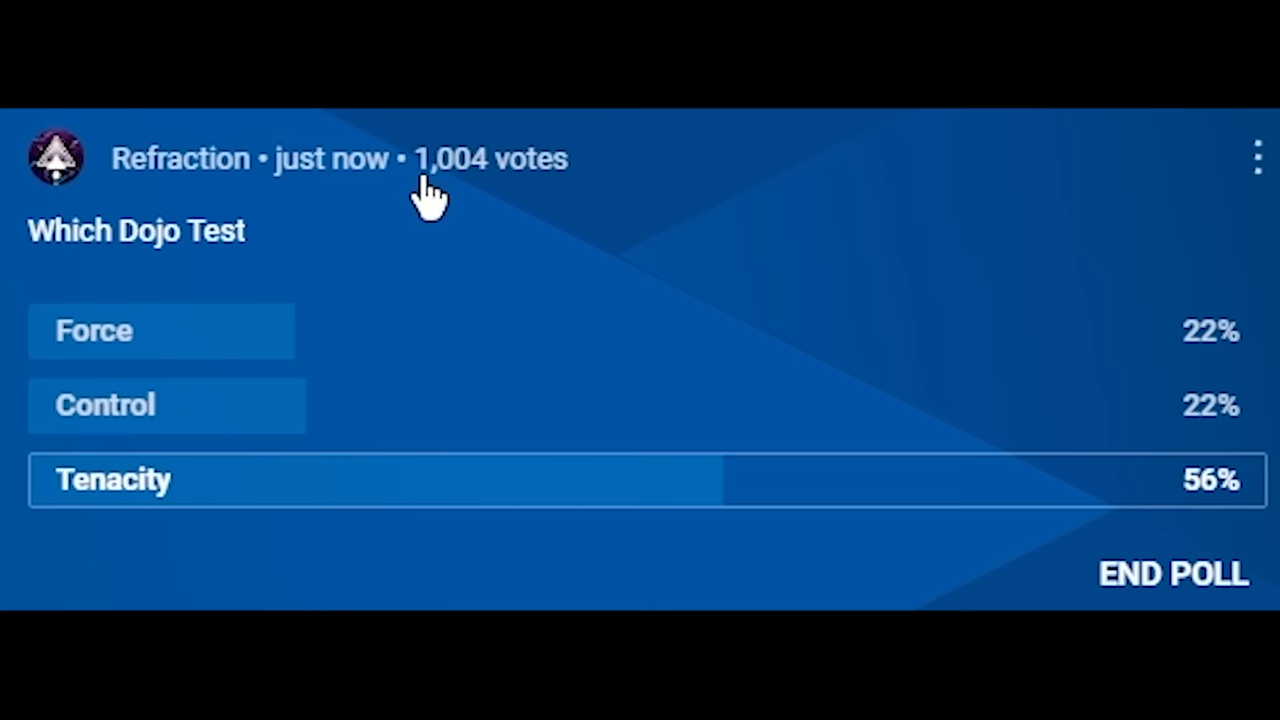 Refraction • just now • 1,004 votes
Which Dojo Test
Force 22%
Control 22%
Tenacity 56%
END POLL